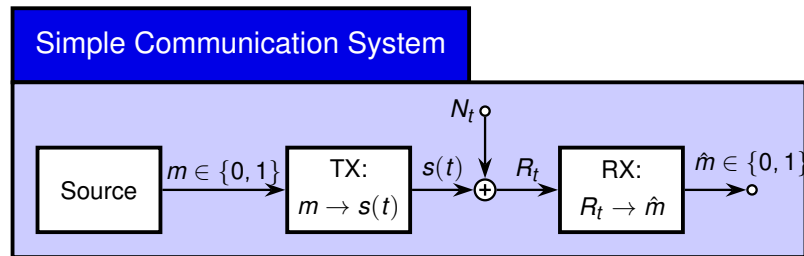 Simple Communication System
N_t
Source
m ∈ {0, 1}
TX:
m → s(t)
s(t)
+
R_t
RX:
R_t → m̂
m̂ ∈ {0, 1}